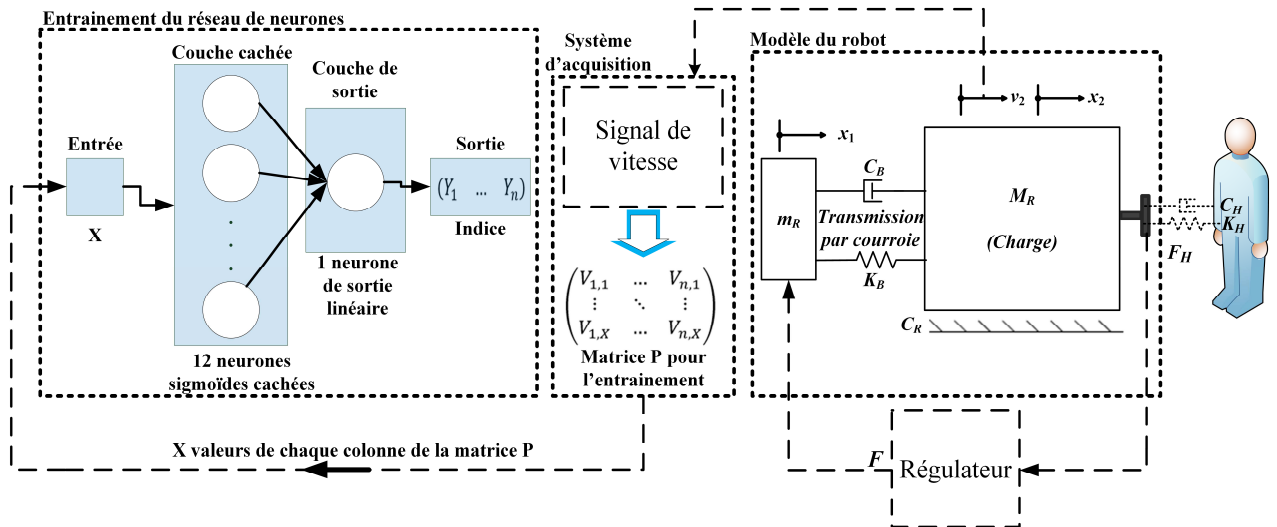 Entrainement du réseau de neurones
Couche cachée
Couche de
sortie
Entrée
X
Sortie
(Y1 ... Yn)
Indice
1 neurone
de sortie
linéaire
12 neurones
sigmoïdes cachées
X valeurs de chaque colonne de la matrice P
Système
d'acquisition
Signal de
vitesse
V1,1 ... Vn,1
⋮ ⋱ ⋮
V1,X ... Vn,X
Matrice P pour
l'entrainement
Modèle du robot
v2
x2
x1
mR
CB
Transmission
par courroie
KB
MR
(Charge)
CR
CH
KH
FH
F
Régulateur